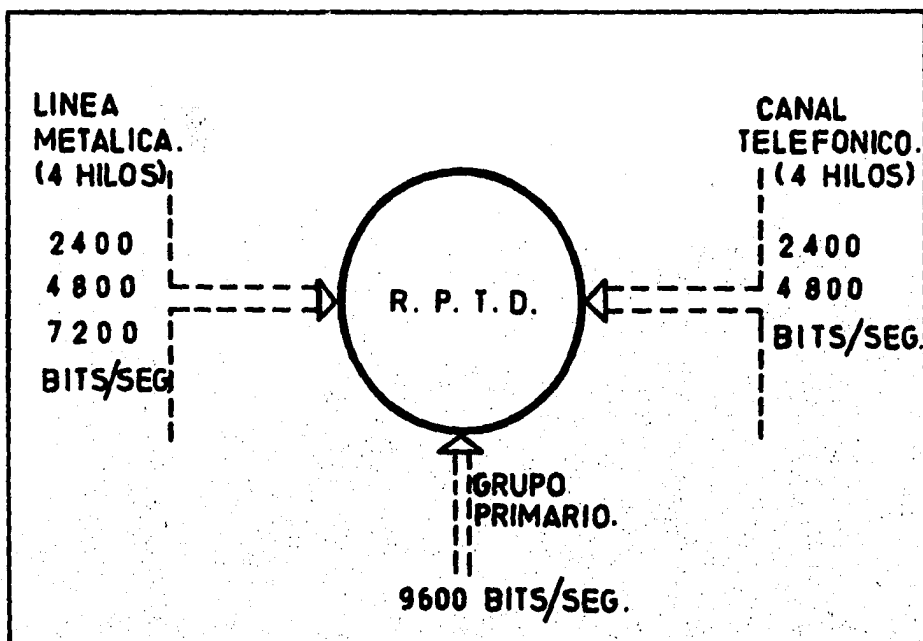 LINEA
METALICA.
(4 HILOS)
2400
4800
7200
BITS/SEG
R. P. T. D.
CANAL
TELEFONICO.
(4 HILOS)
2400
4800
BITS/SEG.
GRUPO
PRIMARIO.
9600 BITS/SEG.